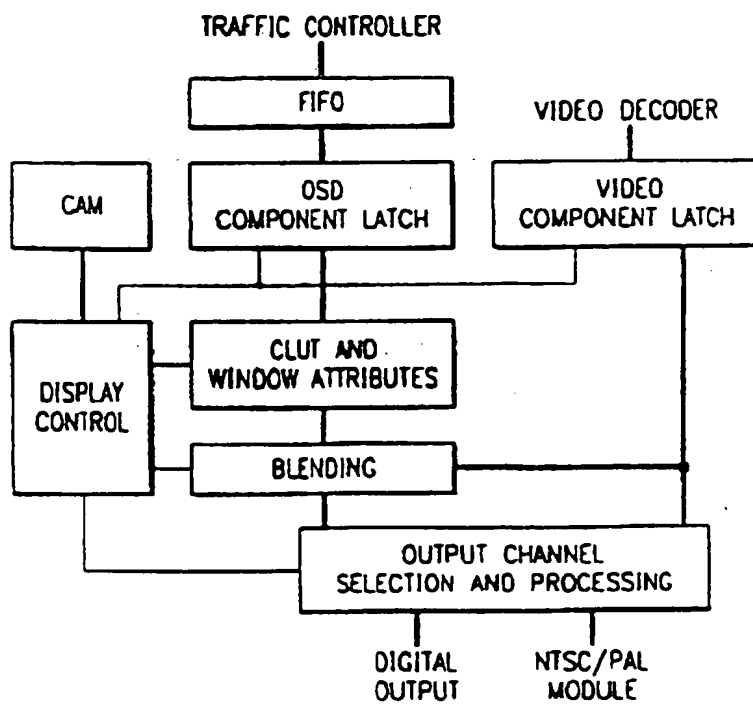 TRAFFIC CONTROLLER
FIFO
VIDEO DECODER
CAM
OSD
COMPONENT LATCH
VIDEO
COMPONENT LATCH
CLUT AND
WINDOW ATTRIBUTES
DISPLAY
CONTROL
BLENDING
OUTPUT CHANNEL
SELECTION AND PROCESSING
DIGITAL
OUTPUT
NTSC/PAL
MODULE